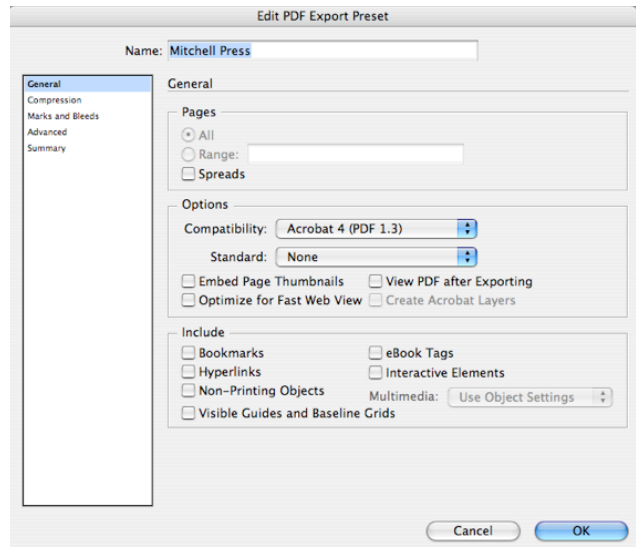 Edit PDF Export Preset
Name: Mitchell Press
General
Compression
Marks and Bleeds
Advanced
Summary
General
Pages
All
Range:
Spreads
Options
Compatibility: Acrobat 4 (PDF 1.3)
Standard: None
Embed Page Thumbnails View PDF after Exporting
Optimize for Fast Web View Create Acrobat Layers
Include
Bookmarks eBook Tags
Hyperlinks Interactive Elements
Non-Printing Objects Multimedia: Use Object Settings
Visible Guides and Baseline Grids
Cancel OK